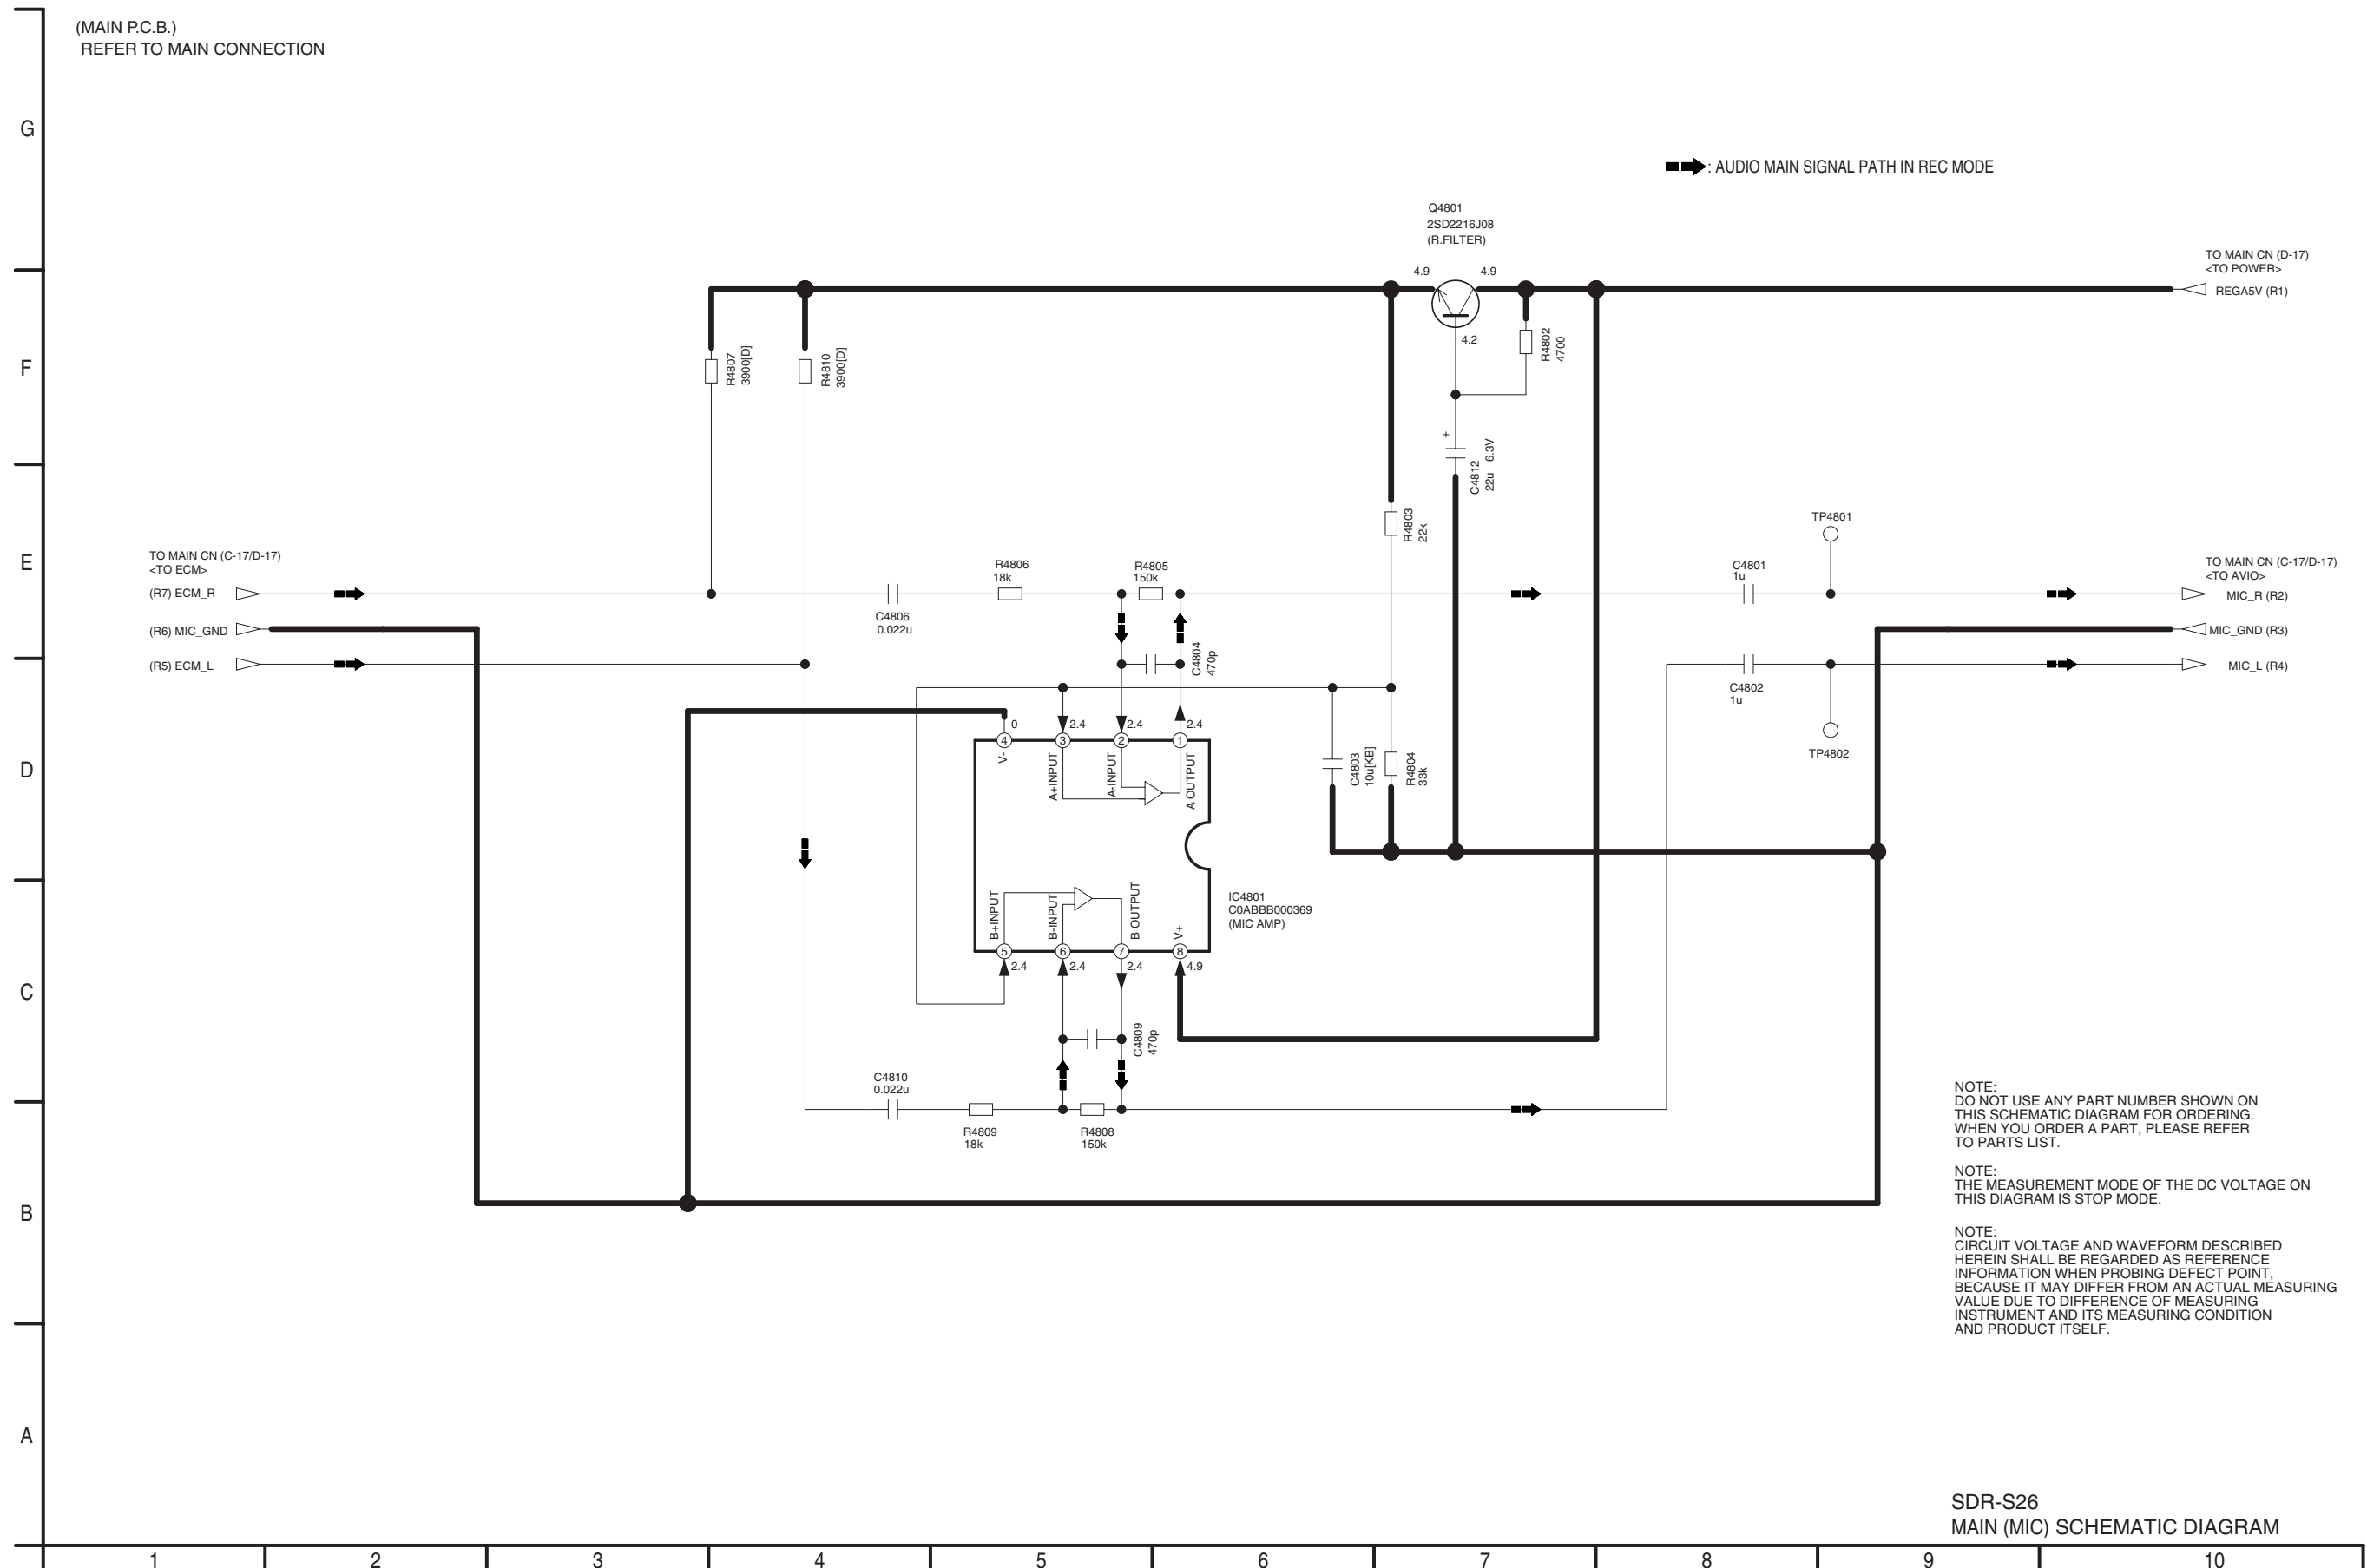 (MAIN P.C.B.)
REFER TO MAIN CONNECTION
G
: AUDIO MAIN SIGNAL PATH IN REC MODE
Q4801
2SD2216J08
(R.FILTER)
4.9
4.9
4.2
TO MAIN CN (D-17)
<TO POWER>
REGA5V (R1)
F
R4807
3900[D]
R4810
3900[D]
R4802
4700
+
C4812
22u 6.3V
R4803
22k
TP4801
E
TO MAIN CN (C-17/D-17)
<TO ECM>
(R7) ECM_R
(R6) MIC_GND
(R5) ECM_L
C4806
0.022u
R4806
18k
R4805
150k
C4804
470p
C4801
1u
TO MAIN CN (C-17/D-17)
<TO AVIO>
MIC_R (R2)
MIC_GND (R3)
MIC_L (R4)
C4802
1u
TP4802
D
0
2.4
2.4
2.4
4
3
2
1
V-
A+INPUT
A-INPUT
A OUTPUT
C4803
10u[KB]
R4804
33k
IC4801
C0ABBB000369
(MIC AMP)
B+INPUT
B-INPUT
B OUTPUT
V+
5
6
7
8
2.4
2.4
2.4
4.9
C
C4809
470p
C4810
0.022u
R4809
18k
R4808
150k
B
NOTE:
DO NOT USE ANY PART NUMBER SHOWN ON
THIS SCHEMATIC DIAGRAM FOR ORDERING.
WHEN YOU ORDER A PART, PLEASE REFER
TO PARTS LIST.
NOTE:
THE MEASUREMENT MODE OF THE DC VOLTAGE ON
THIS DIAGRAM IS STOP MODE.
NOTE:
CIRCUIT VOLTAGE AND WAVEFORM DESCRIBED
HEREIN SHALL BE REGARDED AS REFERENCE
INFORMATION WHEN PROBING DEFECT POINT,
BECAUSE IT MAY DIFFER FROM AN ACTUAL MEASURING
VALUE DUE TO DIFFERENCE OF MEASURING
INSTRUMENT AND ITS MEASURING CONDITION
AND PRODUCT ITSELF.
A
SDR-S26
MAIN (MIC) SCHEMATIC DIAGRAM
1 2 3 4 5 6 7 8 9 10